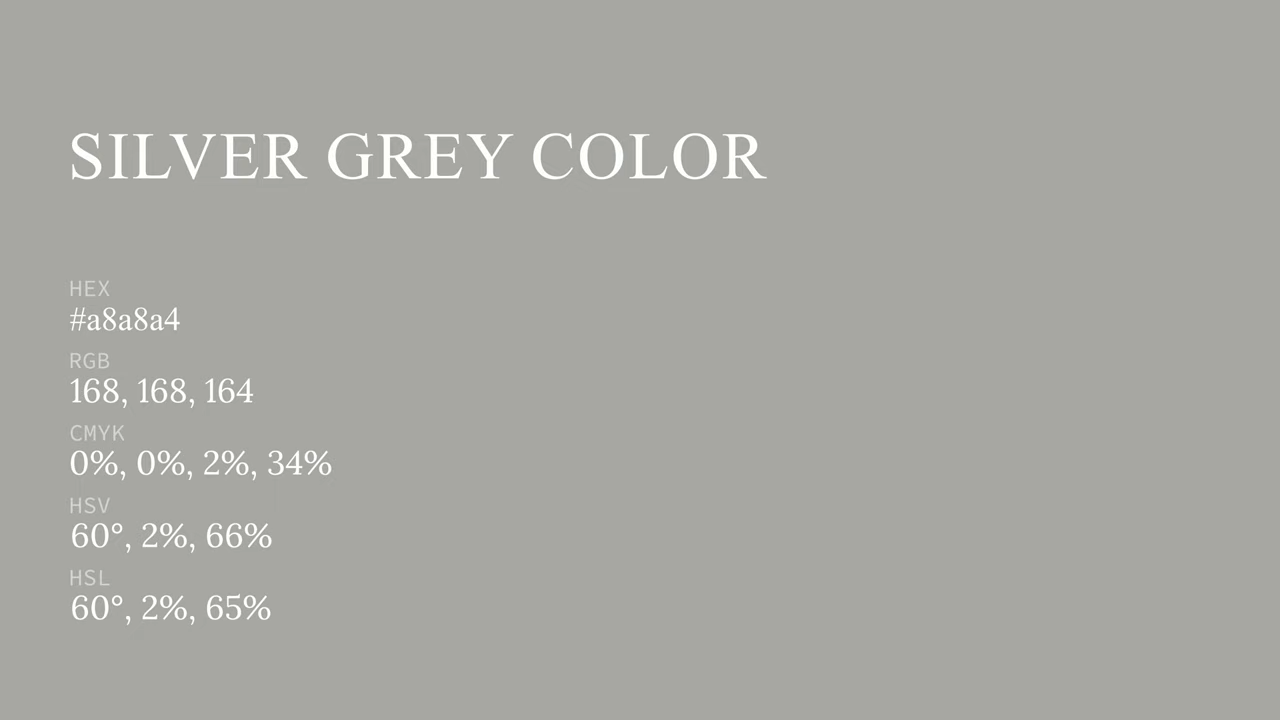 SILVER GREY COLOR
HEX
#a8a8a4
RGB
168, 168, 164
CMYK
0%, 0%, 2%, 34%
HSV
60°, 2%, 66%
HSL
60°, 2%, 65%